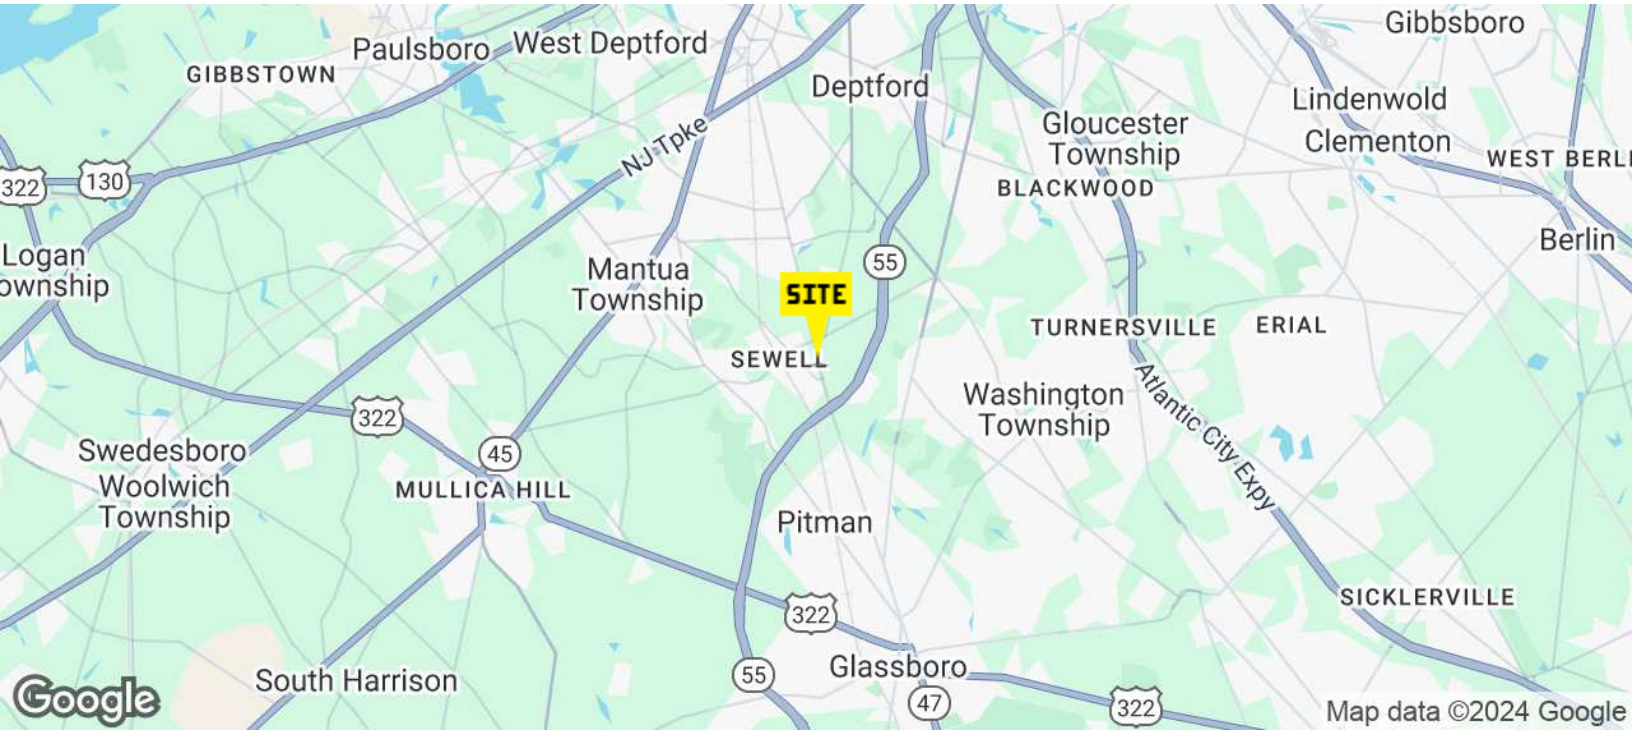 Gibbsboro
Paulsboro
West Deptford
GIBBSTOWN
Deptford
Lindenwold
Gloucester
Township
NJ Tpke
Clementon
WEST BERLI
322
130
BLACKWOOD
Berlin
Logan
ownship
55
Mantua
Township
SITE
TURNERSVILLE
ERIAL
SEWELL
Washington
Township
Atlantic City Expy
322
45
Swedesboro
Woolwich
Township
MULLICA HILL
Pitman
SICKLERVILLE
322
Glassboro
South Harrison
55
47
322
Google
Map data ©2024 Google